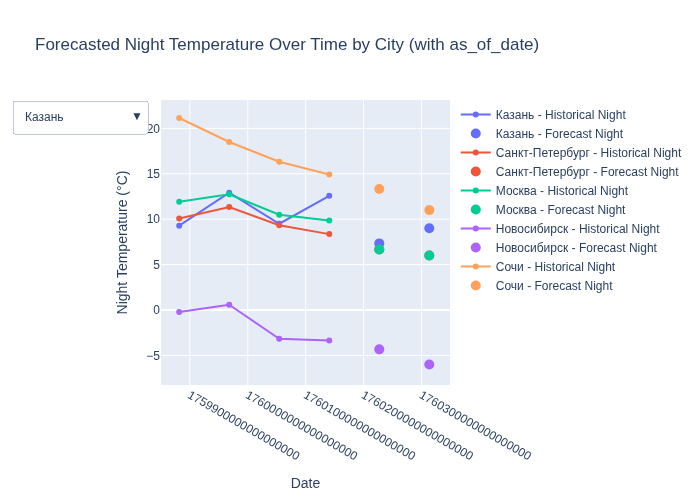 Forecasted Night Temperature Over Time by City (with as_of_date)
Казань
▼
20
15
10
5
0
−5
Night Temperature (°C)
1759900000000000000
1760000000000000000
1760100000000000000
1760200000000000000
1760300000000000000
Date
Казань - Historical Night
Казань - Forecast Night
Санкт-Петербург - Historical Night
Санкт-Петербург - Forecast Night
Москва - Historical Night
Москва - Forecast Night
Новосибирск - Historical Night
Новосибирск - Forecast Night
Сочи - Historical Night
Сочи - Forecast Night